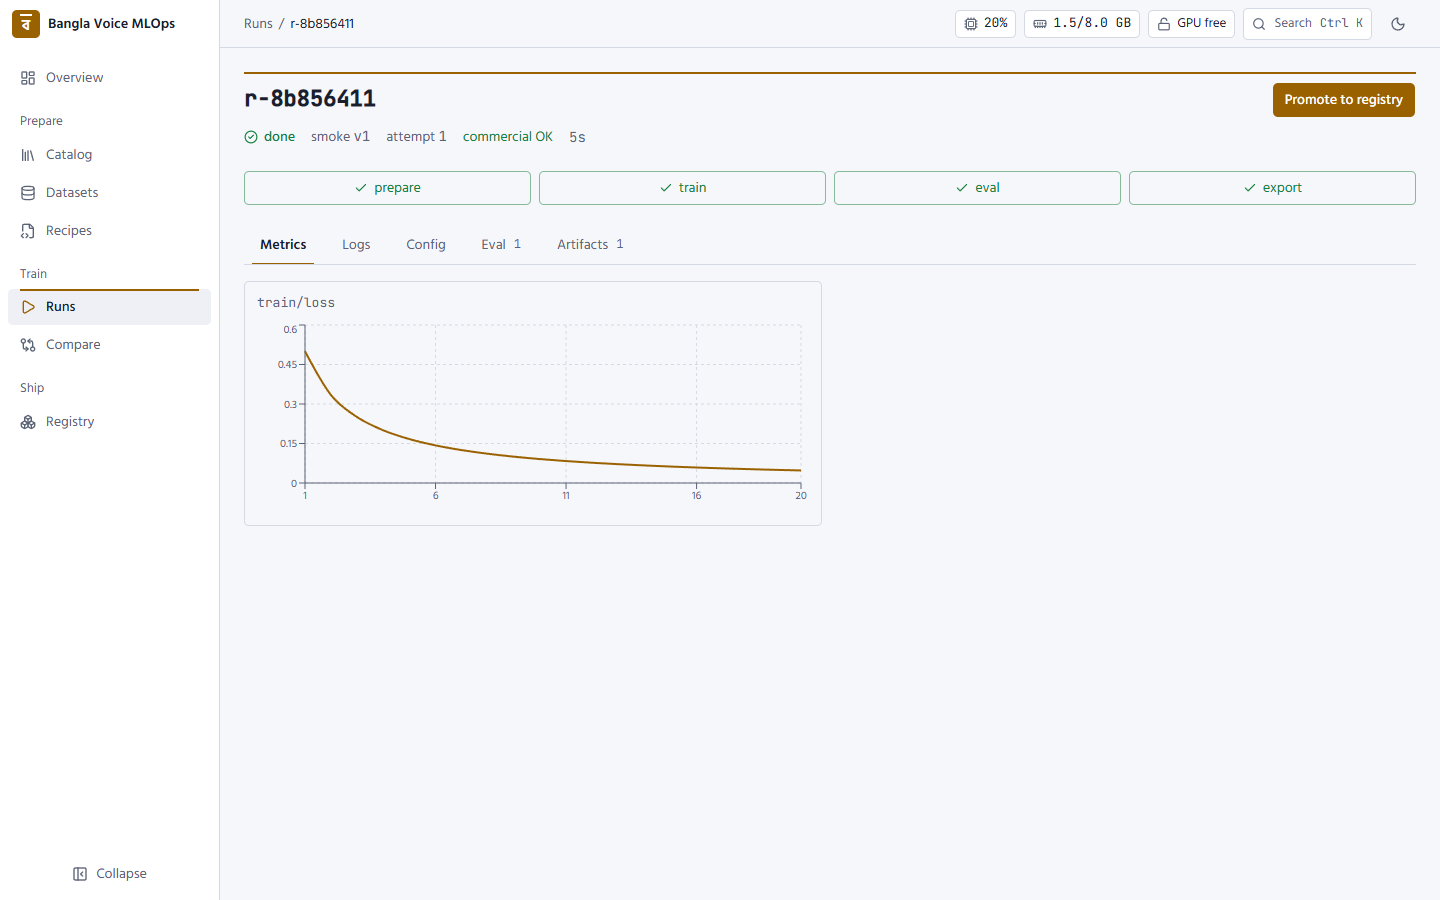 ব Bangla Voice MLOps
Runs / r-8b856411
20%
1.5/8.0 GB
GPU free
Search Ctrl K
Overview
Prepare
Catalog
Datasets
Recipes
Train
Runs
Compare
Ship
Registry
Collapse
r-8b856411
Promote to registry
done smoke v1 attempt 1 commercial OK 5s
prepare train eval export
Metrics Logs Config Eval 1 Artifacts 1
train/loss
0.6
0.45
0.3
0.15
0
1 6 11 16 20